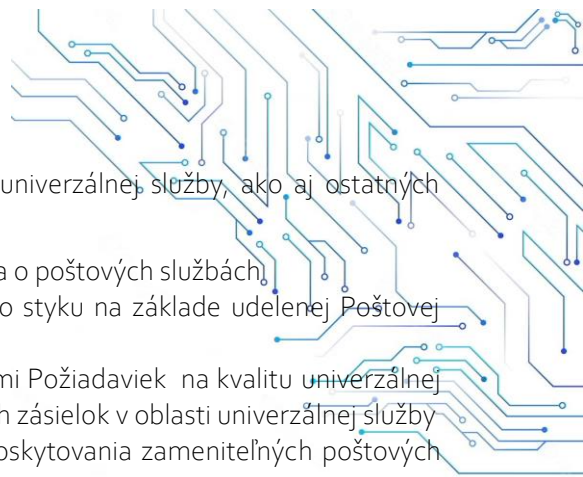 univerzálnej služby, ako aj ostatných
a o poštových službách
o styku na základe udelenej Poštovej
mi Požiadaviek na kvalitu univerzálnej
h zásielok v oblasti univerzálnej služby
oskytovania zameniteľných poštových